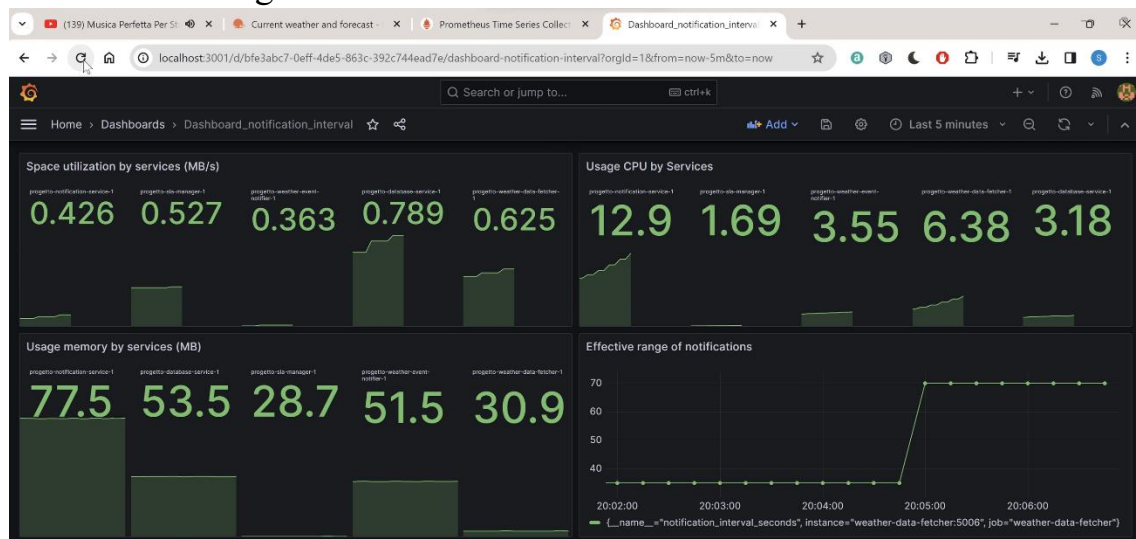 (139) Musica Perfetta Per St
Current weather and forecast -
Prometheus Time Series Collect
Dashboard_notification_interva
localhost:3001/d/bfe3abc7-0eff-4de5-863c-392c744ead7e/dashboard-notification-interval?orgId=1&from=now-5m&to=now
Search or jump to... ctrl+k
Home › Dashboards › Dashboard_notification_interval
Add
Last 5 minutes
Space utilization by services (MB/s)
progetto-notification-service-1
0.426
progetto-sla-manager-1
0.527
progetto-weather-event-
notifier-1
0.363
progetto-database-service-1
0.789
progetto-weather-data-fetcher-
1
0.625
Usage CPU by Services
progetto-notification-service-1
12.9
progetto-sla-manager-1
1.69
progetto-weather-event-
notifier-1
3.55
progetto-weather-data-fetcher-1
6.38
progetto-database-service-1
3.18
Usage memory by services (MB)
progetto-notification-service-1
77.5
progetto-database-service-1
53.5
progetto-sla-manager-1
28.7
progetto-weather-event-
notifier-1
51.5
progetto-weather-data-fetcher-1
30.9
Effective range of notifications
70
60
50
40
20:02:00 20:03:00 20:04:00 20:05:00 20:06:00
{__name__="notification_interval_seconds", instance="weather-data-fetcher:5006", job="weather-data-fetcher"}